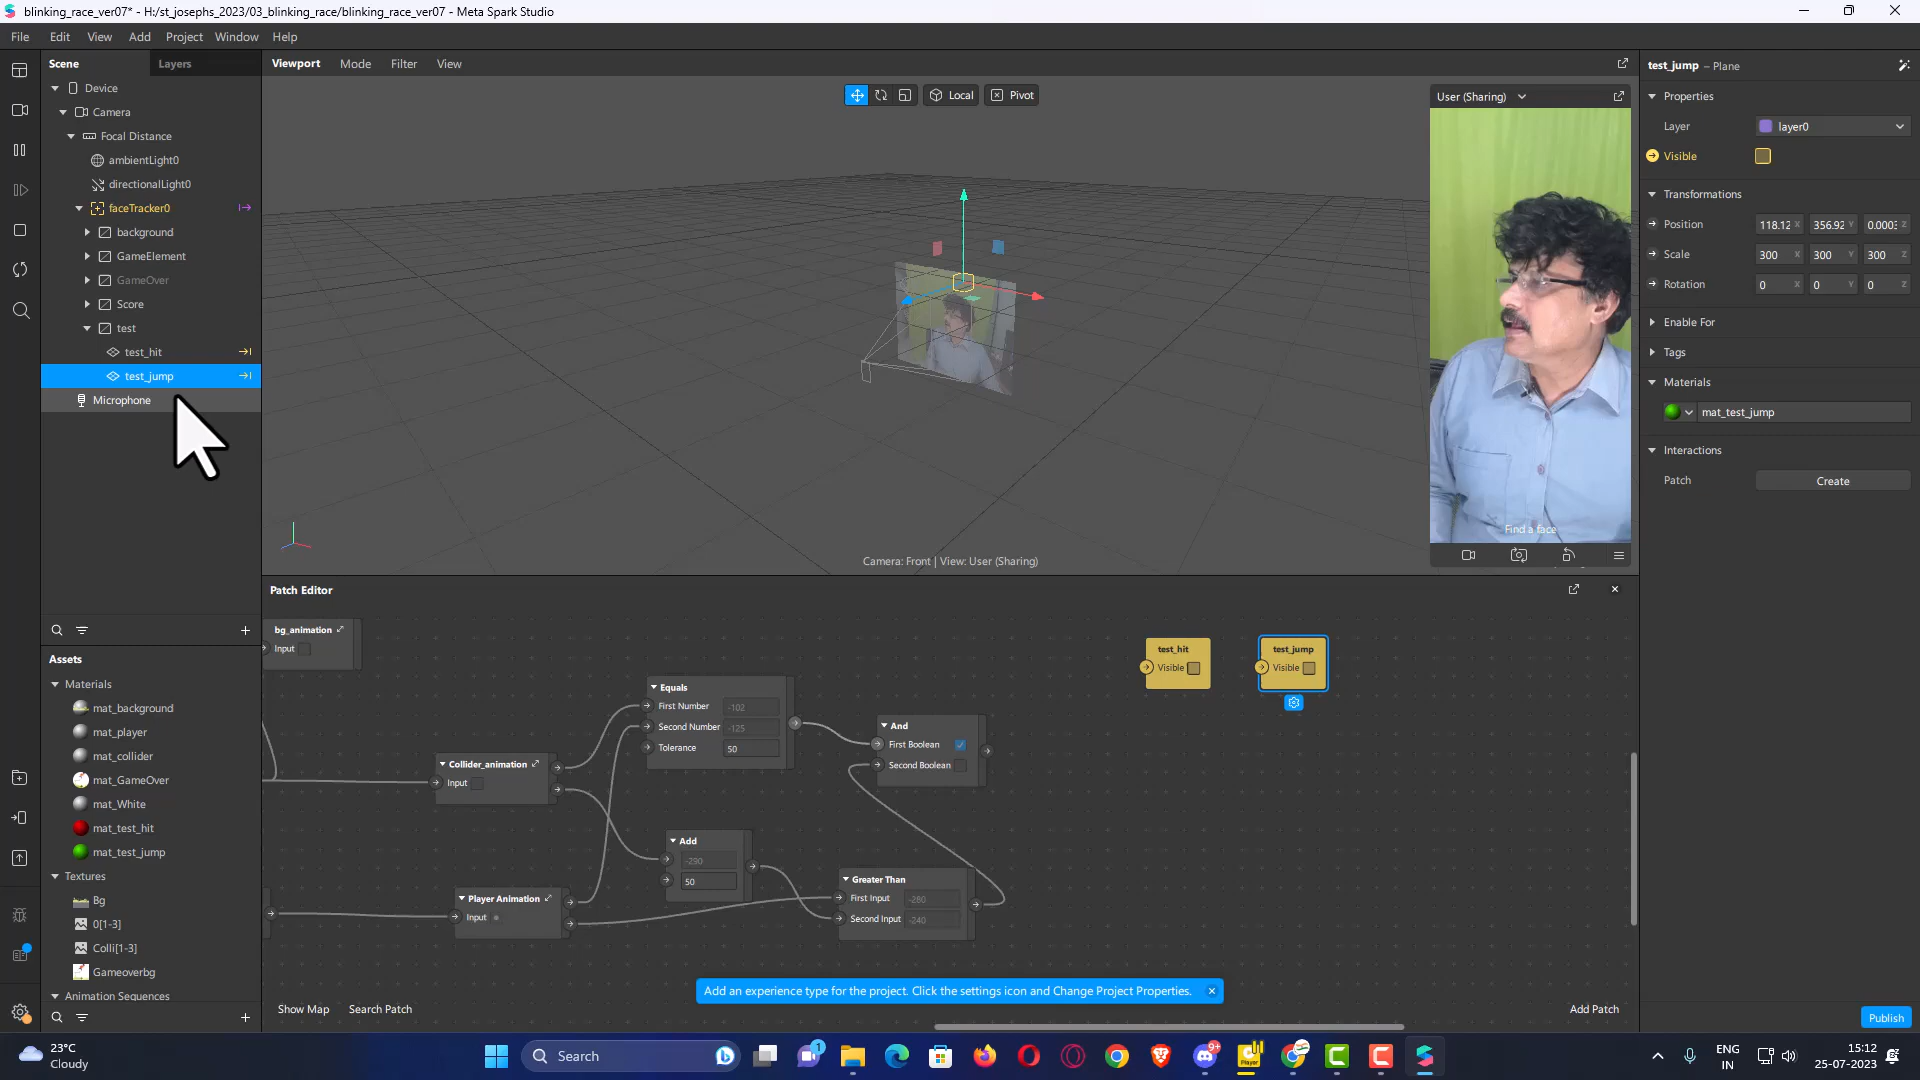 blinking_race_ver07* - H:/st_josephs_2023/03_blinking_race/blinking_race_ver07 - Meta Spark Studio
File Edit View Add Project Window Help
Scene Layers
Device
Camera
Focal Distance
ambientLight0
directionalLight0
faceTracker0
background
GameElement
GameOver
Score
test
test_hit
test_jump
Microphone
Viewport Mode Filter View
Local Pivot
User (Sharing)
Find a face
Camera: Front | View: User (Sharing)
test_jump – Plane
Properties
Layer layer0
Visible
Transformations
Position 118.12 X 356.92 Y 0.0003 Z
Scale 300 X 300 Y 300 Z
Rotation 0 X 0 Y 0 Z
Enable For
Tags
Materials
mat_test_jump
Interactions
Patch Create
Assets
Materials
mat_background
mat_player
mat_collider
mat_GameOver
mat_White
mat_test_hit
mat_test_jump
Textures
Bg
0[1-3]
Colli[1-3]
Gameoverbg
Animation Sequences
Patch Editor
bg_animation
Input
Collider_animation
Input
Player Animation
Input
Equals
First Number -102
Second Number -125
Tolerance 50
Add
-290
50
And
First Boolean
Second Boolean
Greater Than
First Input -280
Second Input -240
test_hit
Visible
test_jump
Visible
Add an experience type for the project. Click the settings icon and Change Project Properties.
Show Map Search Patch Add Patch
Publish
23°C
Cloudy
Search
1
9+
Player
ENG
IN
15:12
25-07-2023